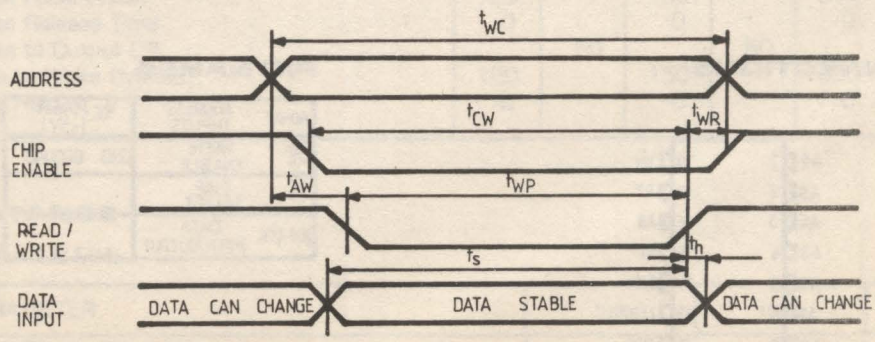 tWC
ADDRESS
tCW
tWR
CHIP
ENABLE
tAW
tWP
READ /
WRITE
ts
th
DATA
INPUT
DATA CAN CHANGE
DATA STABLE
DATA CAN CHANGE